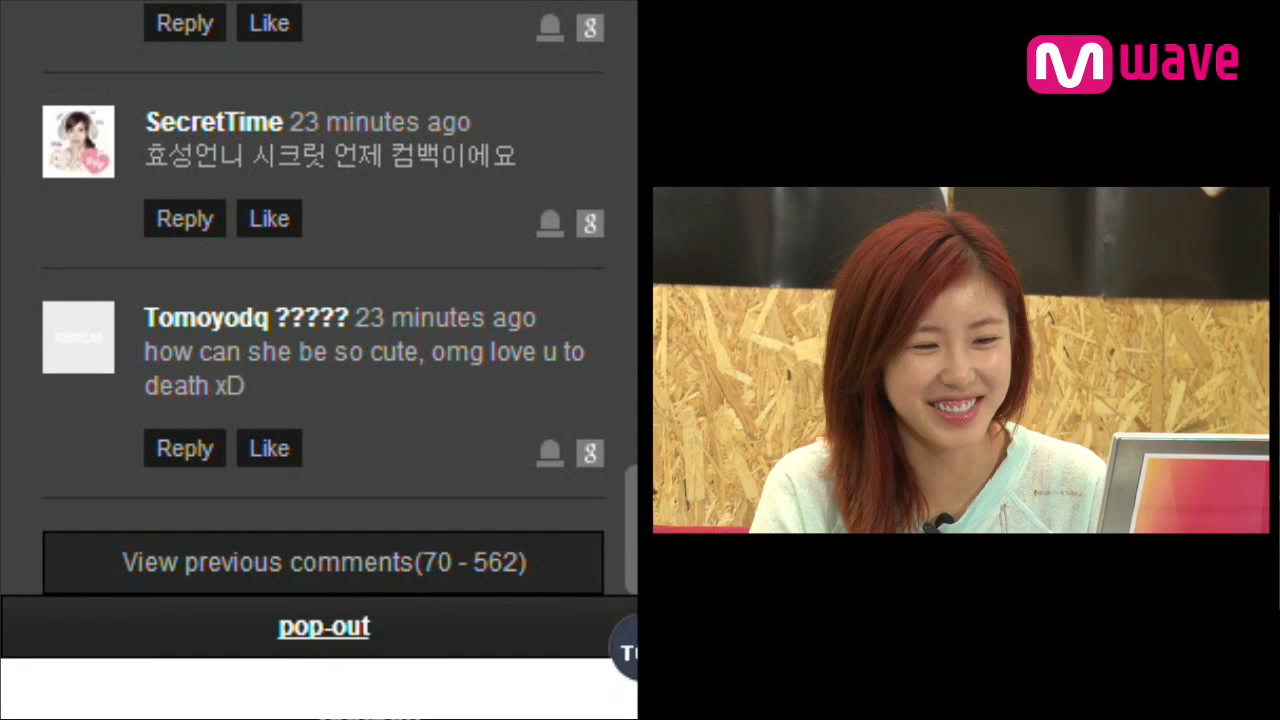 Reply Like
Mwave
SecretTime 23 minutes ago
효성언니 시크릿 언제 컴백이에요
Reply Like
Tomoyodq ????? 23 minutes ago
how can she be so cute, omg love u to
death xD
Reply Like
View previous comments(70 - 562)
pop-out